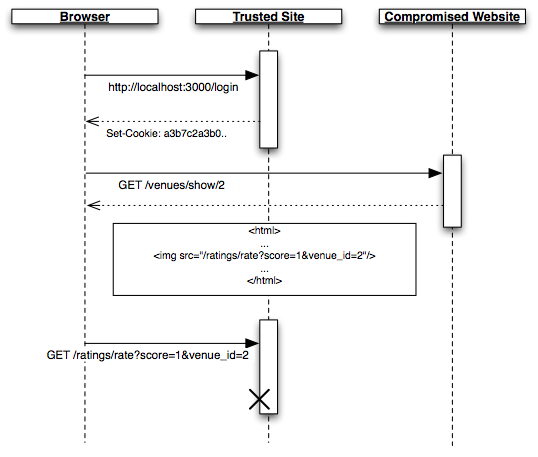 Browser
Trusted Site
Compromised Website
http://localhost:3000/login
Set-Cookie: a3b7c2a3b0..
GET /venues/show/2
<html>
...
<img src="/ratings/rate?score=1&venue_id=2"/>
...
</html>
GET /ratings/rate?score=1&venue_id=2